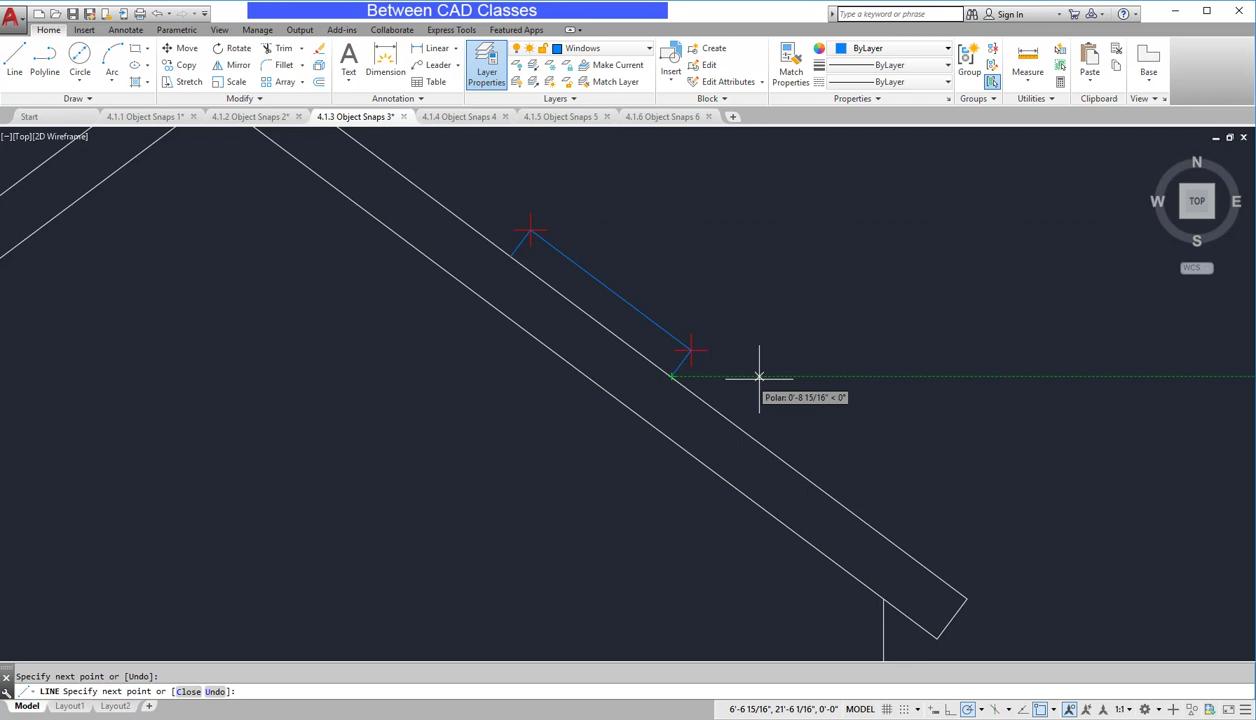 Between CAD Classes
Type a keyword or phrase
Sign In
Home Insert Annotate Parametric View Manage Output Add-ins Collaborate Express Tools Featured Apps
Line Polyline Circle Arc
Move Rotate Trim
Copy Mirror Fillet
Stretch Scale Array
Text Dimension
Linear
Leader
Table
Layer Properties
Windows
Make Current
Match Layer
Insert
Create
Edit
Edit Attributes
Match Properties
ByLayer
ByLayer
ByLayer
Group
Measure
Paste
Base
Draw Modify Annotation Layers Block Properties Groups Utilities Clipboard View
Start 4.1.1 Object Snaps 1* 4.1.2 Object Snaps 2* 4.1.3 Object Snaps 3* 4.1.4 Object Snaps 4 4.1.5 Object Snaps 5 4.1.6 Object Snaps 6
[−][Top][2D Wireframe]
N
W TOP E
S
WCS
Polar: 0'-8 15/16" < 0°
Specify next point or [Undo]:
LINE Specify next point or [Close Undo]:
Model Layout1 Layout2
6'-6 15/16", 21'-6 1/16", 0'-0" MODEL 1:1